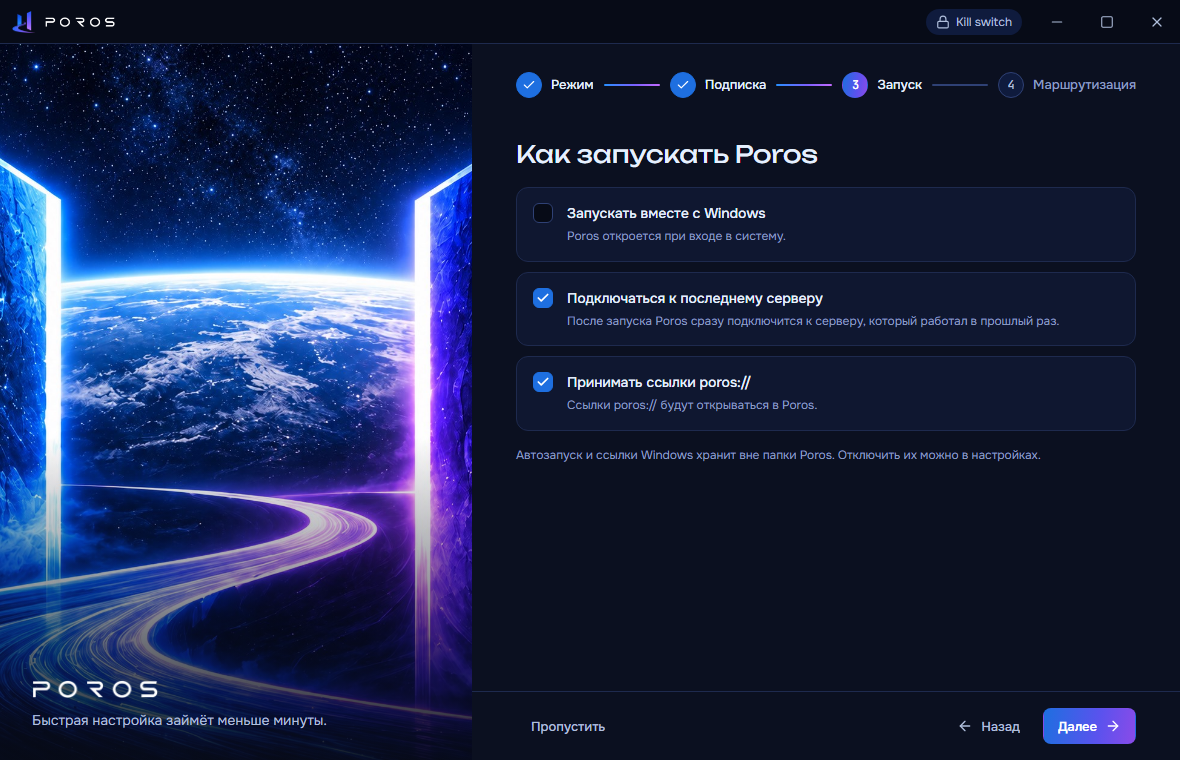 POROS
Kill switch
Режим
Подписка
3
Запуск
4
Маршрутизация
Как запускать Poros
Запускать вместе с Windows
Poros откроется при входе в систему.
Подключаться к последнему серверу
После запуска Poros сразу подключится к серверу, который работал в прошлый раз.
Принимать ссылки poros://
Ссылки poros:// будут открываться в Poros.
Автозапуск и ссылки Windows хранит вне папки Poros. Отключить их можно в настройках.
POROS
Быстрая настройка займёт меньше минуты.
Пропустить
Назад
Далее